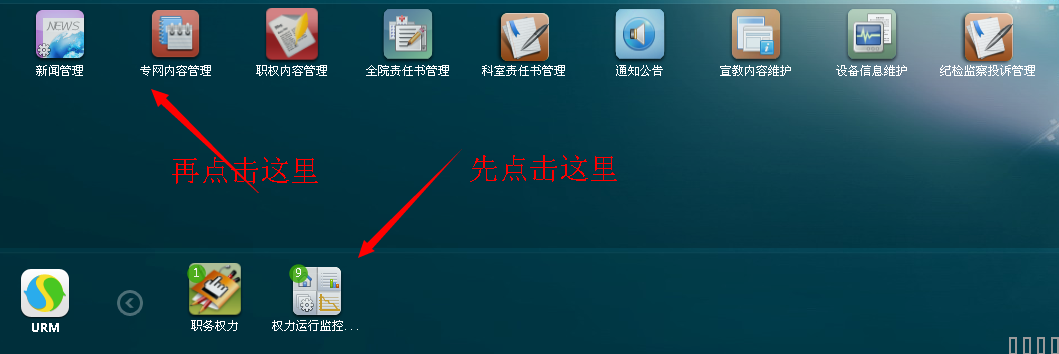 NEWS
新闻管理
专网内容管理
职权内容管理
全院责任书管理
科室责任书管理
通知公告
宣教内容维护
设备信息维护
纪检监察投诉管理
再点击这里
先点击这里
1
9
URM
职务权力
权力运行监控...